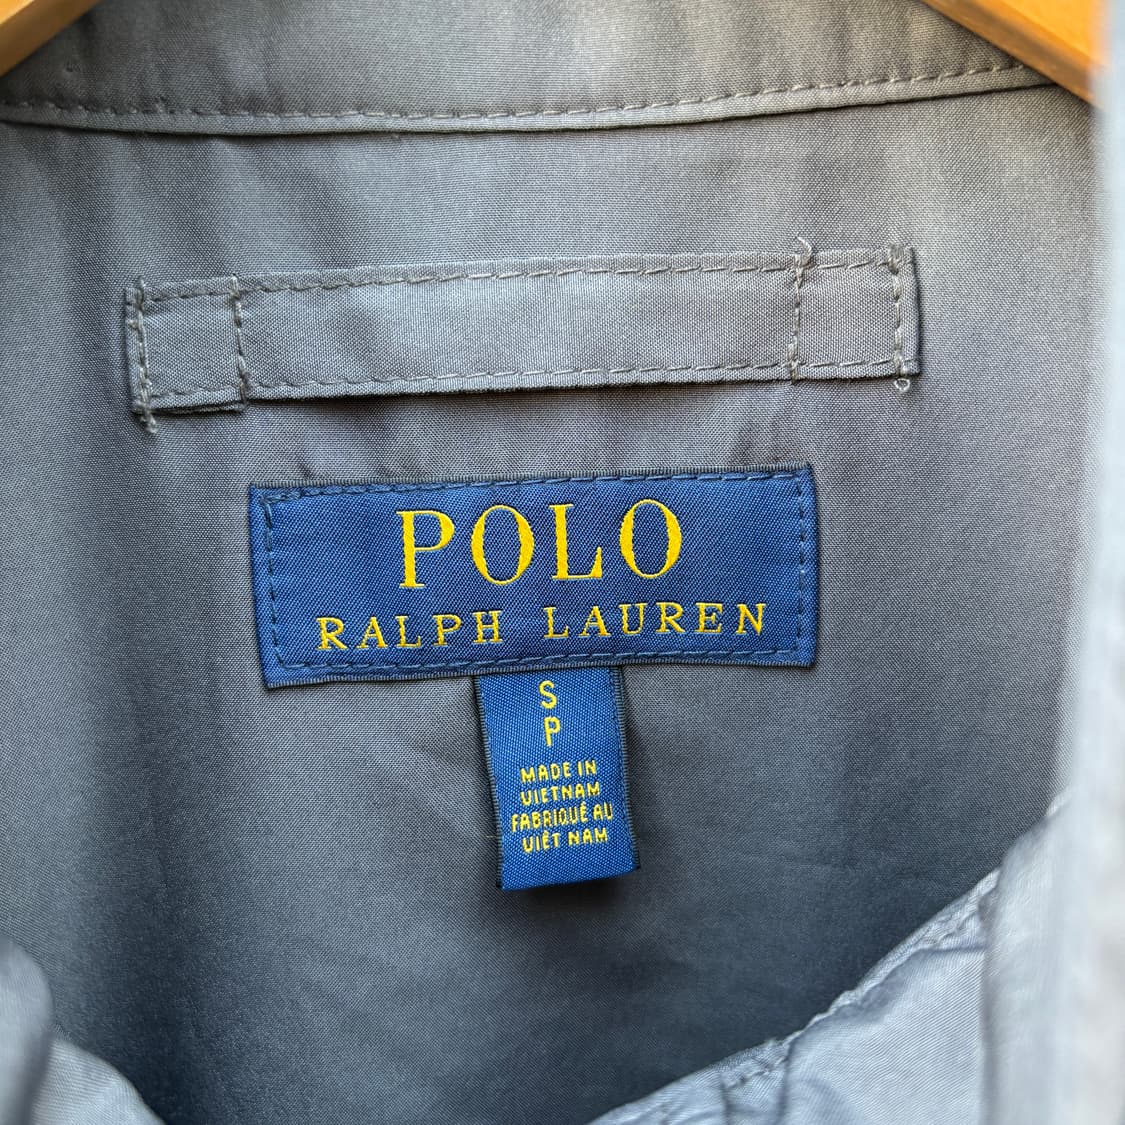 POLO
RALPH LAUREN
S
P
MADE IN
VIETNAM
FABRIQUÉ AU
VIÊT NAM